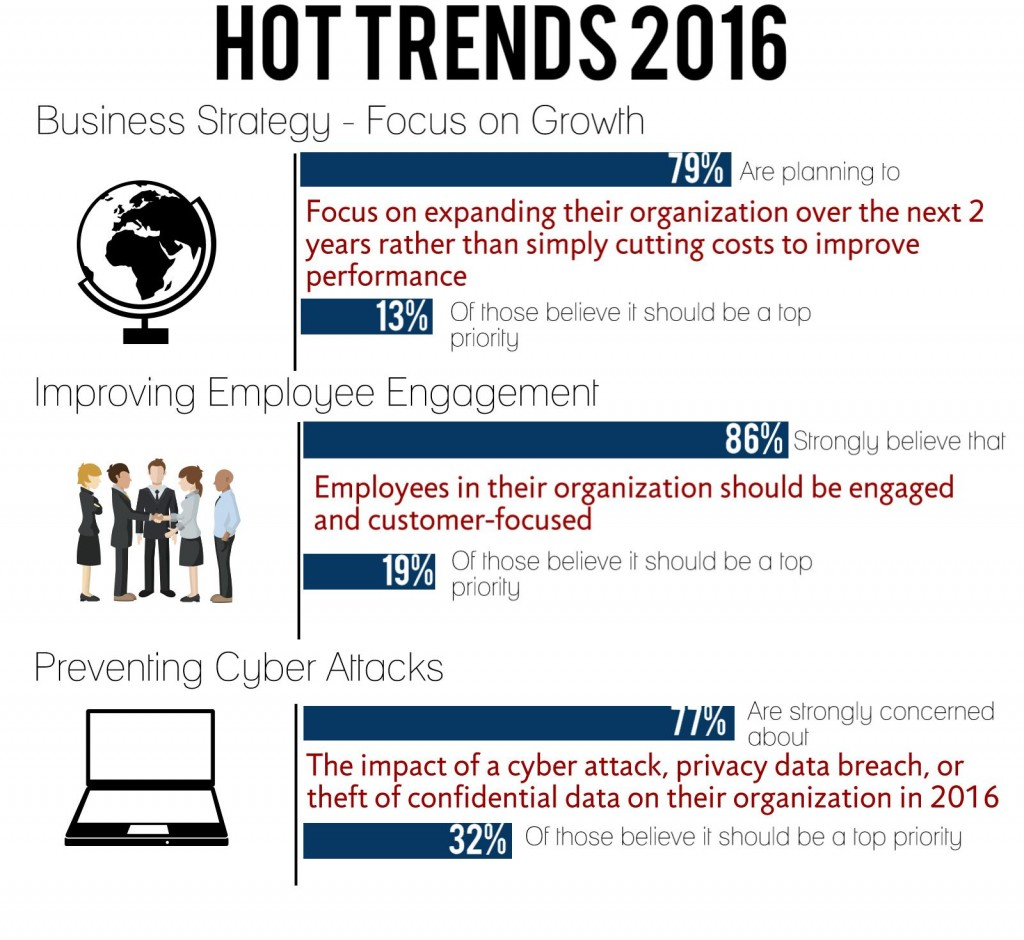 HOT TRENDS 2016
Business Strategy - Focus on Growth
79% Are planning to
Focus on expanding their organization over the next 2
years rather than simply cutting costs to improve
performance
13% Of those believe it should be a top
priority
Improving Employee Engagement
86% Strongly believe that
Employees in their organization should be engaged
and customer-focused
19% Of those believe it should be a top
priority
Preventing Cyber Attacks
77% Are strongly concerned
about
The impact of a cyber attack, privacy data breach, or
theft of confidential data on their organization in 2016
32% Of those believe it should be a top priority